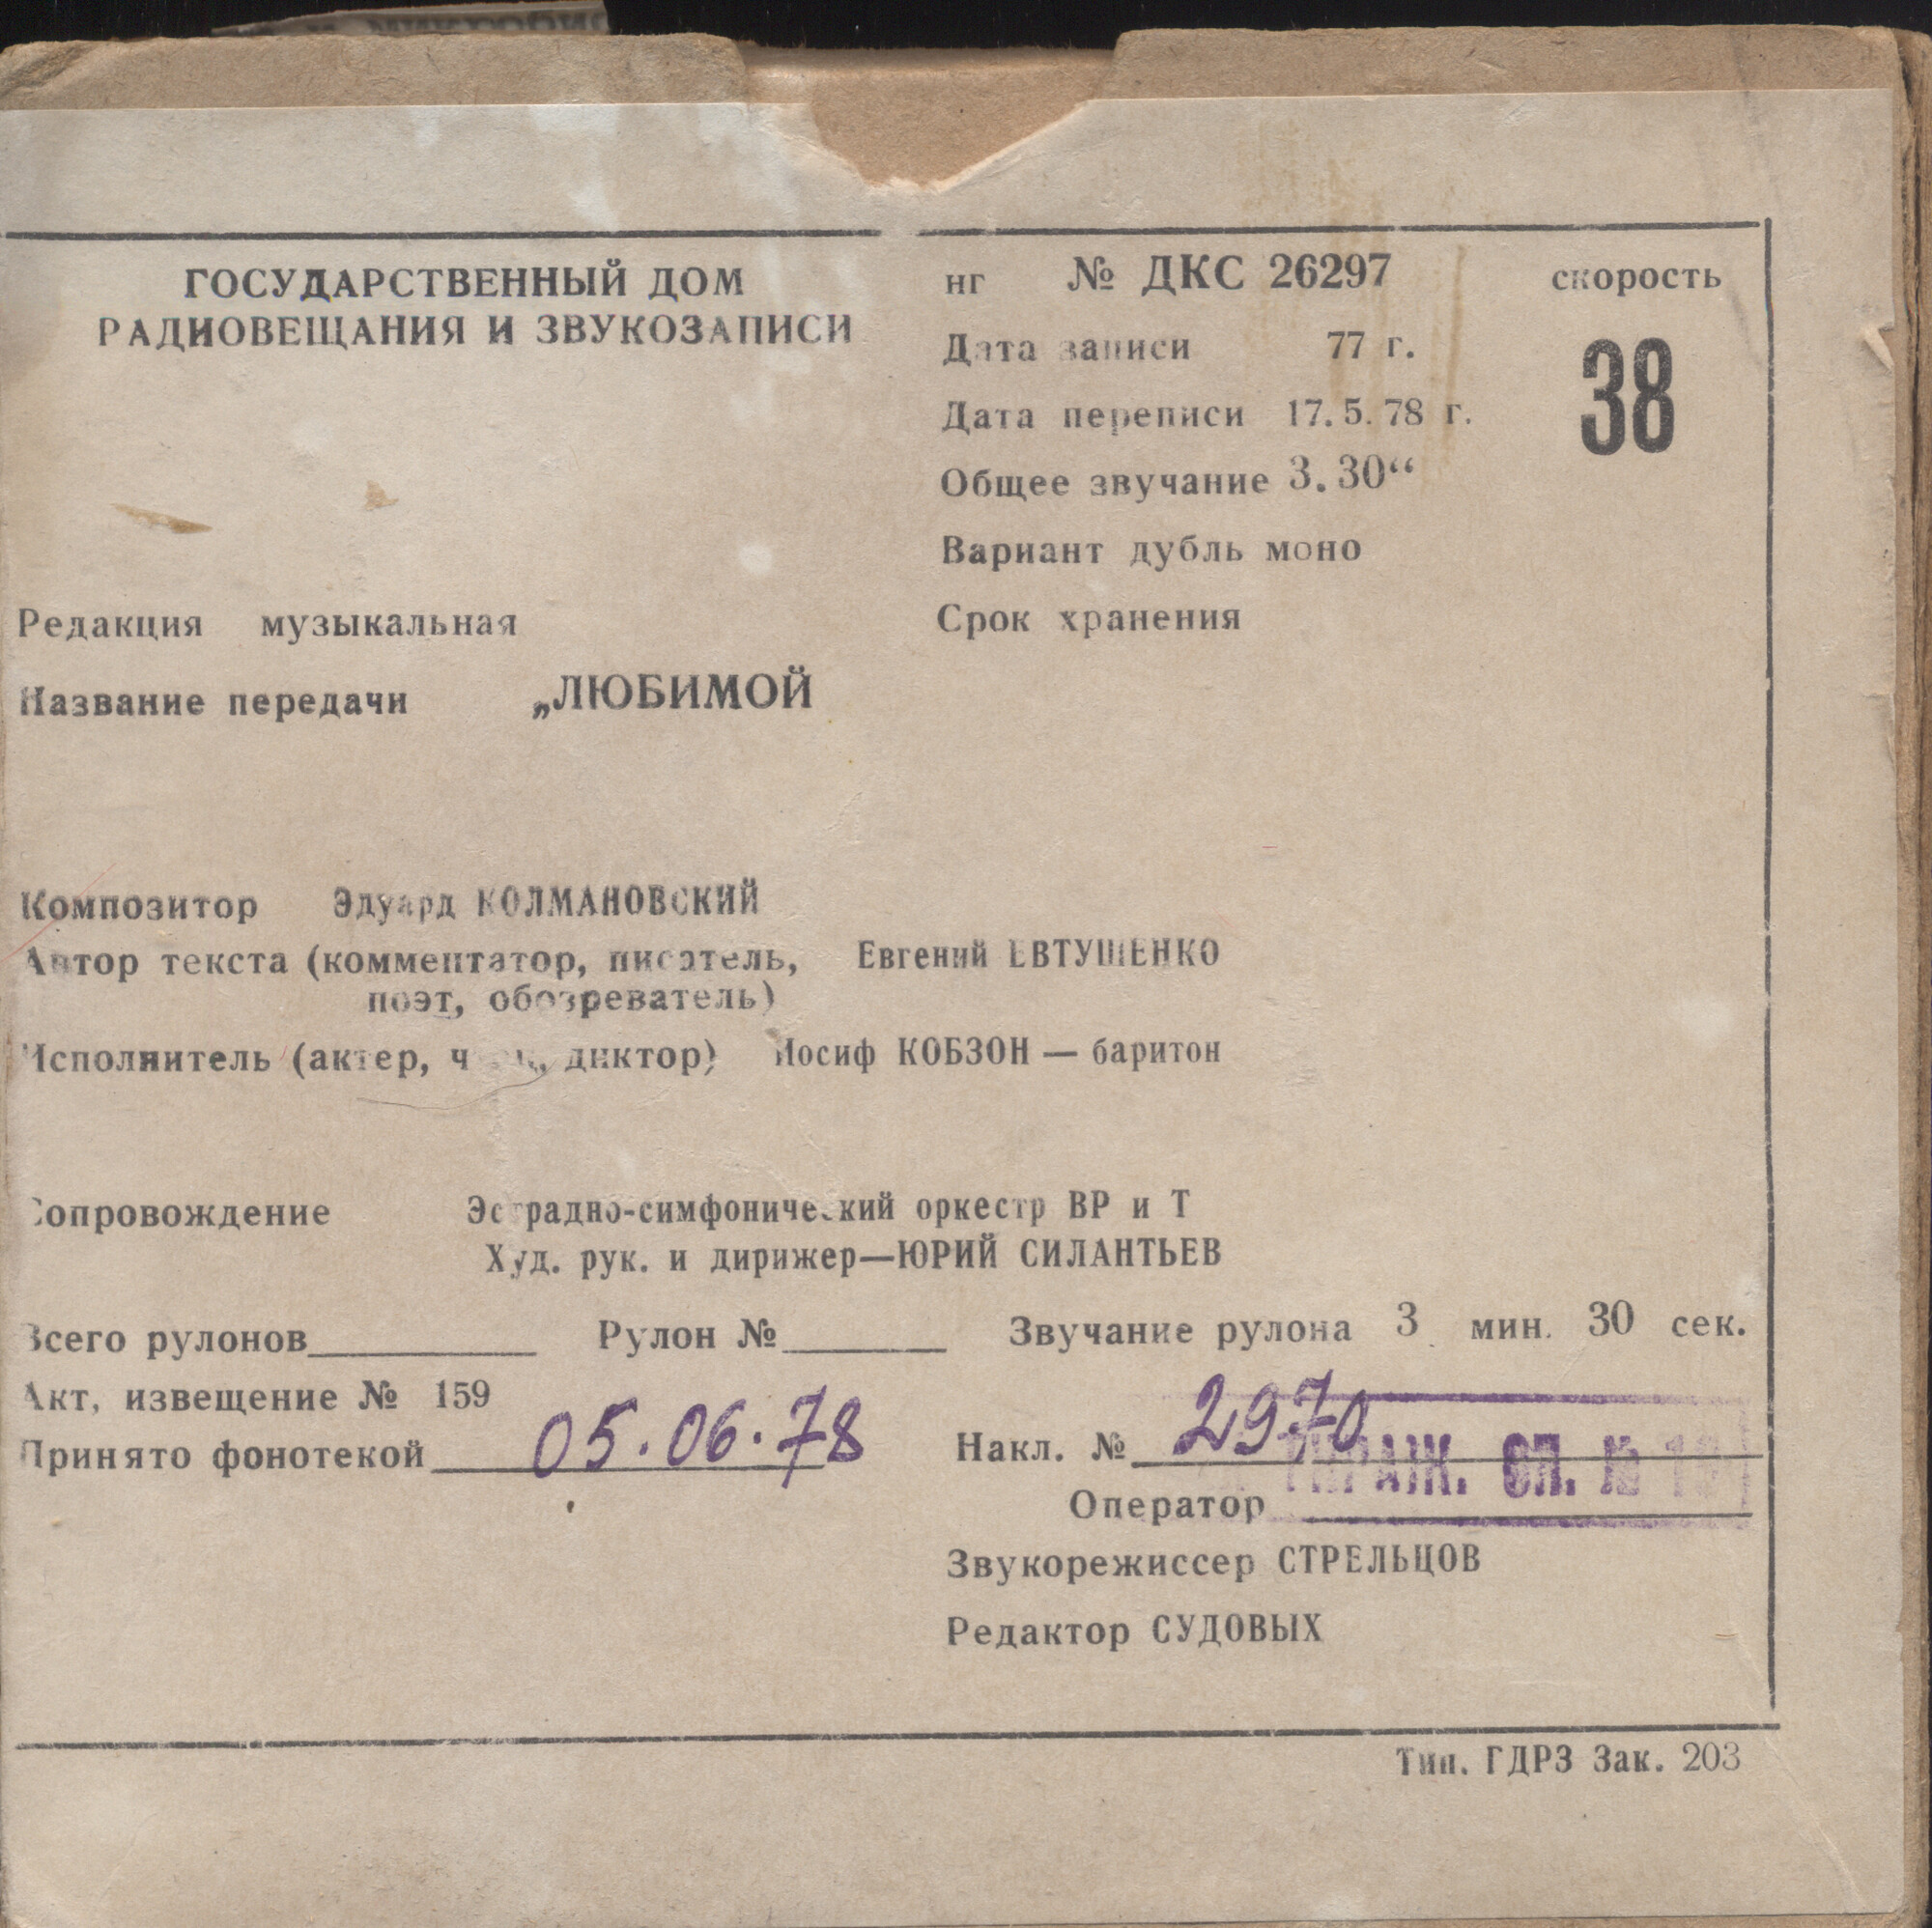 ГОСУДАРСТВЕННЫЙ ДОМ
РАДИОВЕЩАНИЯ И ЗВУКОЗАПИСИ
нг № ДКС 26297 скорость
Дата записи 77 г.
38
Дата переписи 17.5.78 г.
Общее звучание 3.30“
Вариант дубль моно
Редакция музыкальная
Срок хранения
Название передачи „ЛЮБИМОЙ
Композитор Эдуард КОЛМАНОВСКИЙ
Автор текста (комментатор, писатель, Евгений ЕВТУШЕНКО
поэт, обозреватель)
Исполнитель (актер, диктор) Иосиф КОБЗОН — баритон
Сопровождение Эстрадно-симфонический оркестр ВР и Т
Худ. рук. и дирижер—ЮРИЙ СИЛАНТЬЕВ
Всего рулонов Рулон № Звучание рулона 3 мин. 30 сек.
Акт, извещение № 159
Принято фонотекой 05.06.78
Накл. № 2970
ТИРАЖ. ЭЛ. №
Оператор
Звукорежиссер СТРЕЛЬЦОВ
Редактор СУДОВЫХ
Тип. ГДРЗ Зак. 203